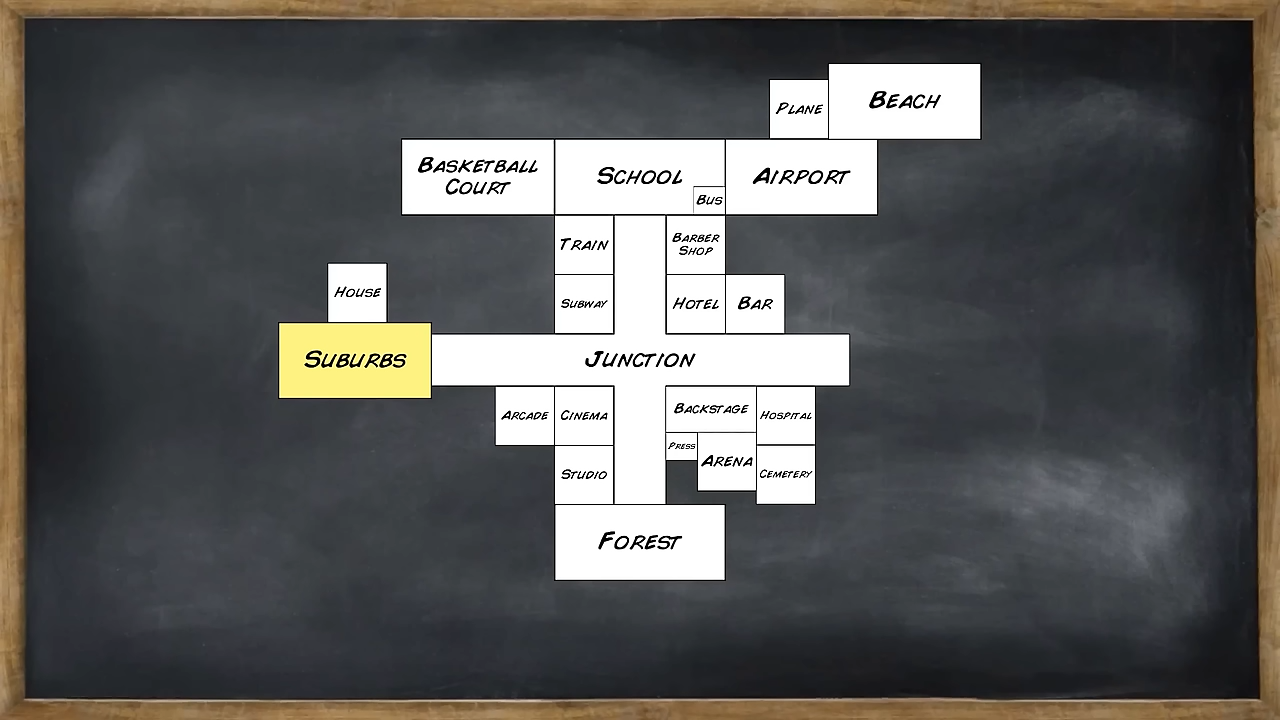 Beach
Plane
Basketball
Court
School
Airport
Bus
Train
Barber
Shop
House
Subway
Hotel
Bar
Suburbs
Junction
Arcade
Cinema
Backstage
Hospital
Press
Arena
Studio
Cemetery
Forest